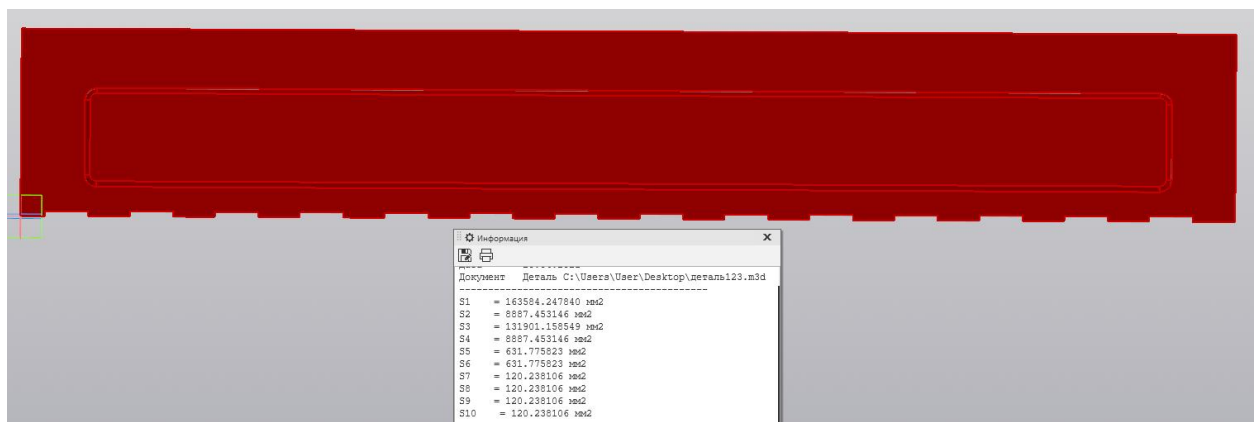 Информация
X
Документ Деталь C:\Users\User\Desktop\деталь123.m3d
------------------------------------------
S1 = 163584.247840 мм2
S2 = 8887.453146 мм2
S3 = 131901.158549 мм2
S4 = 8887.453146 мм2
S5 = 631.775823 мм2
S6 = 631.775823 мм2
S7 = 120.238106 мм2
S8 = 120.238106 мм2
S9 = 120.238106 мм2
S10 = 120.238106 мм2